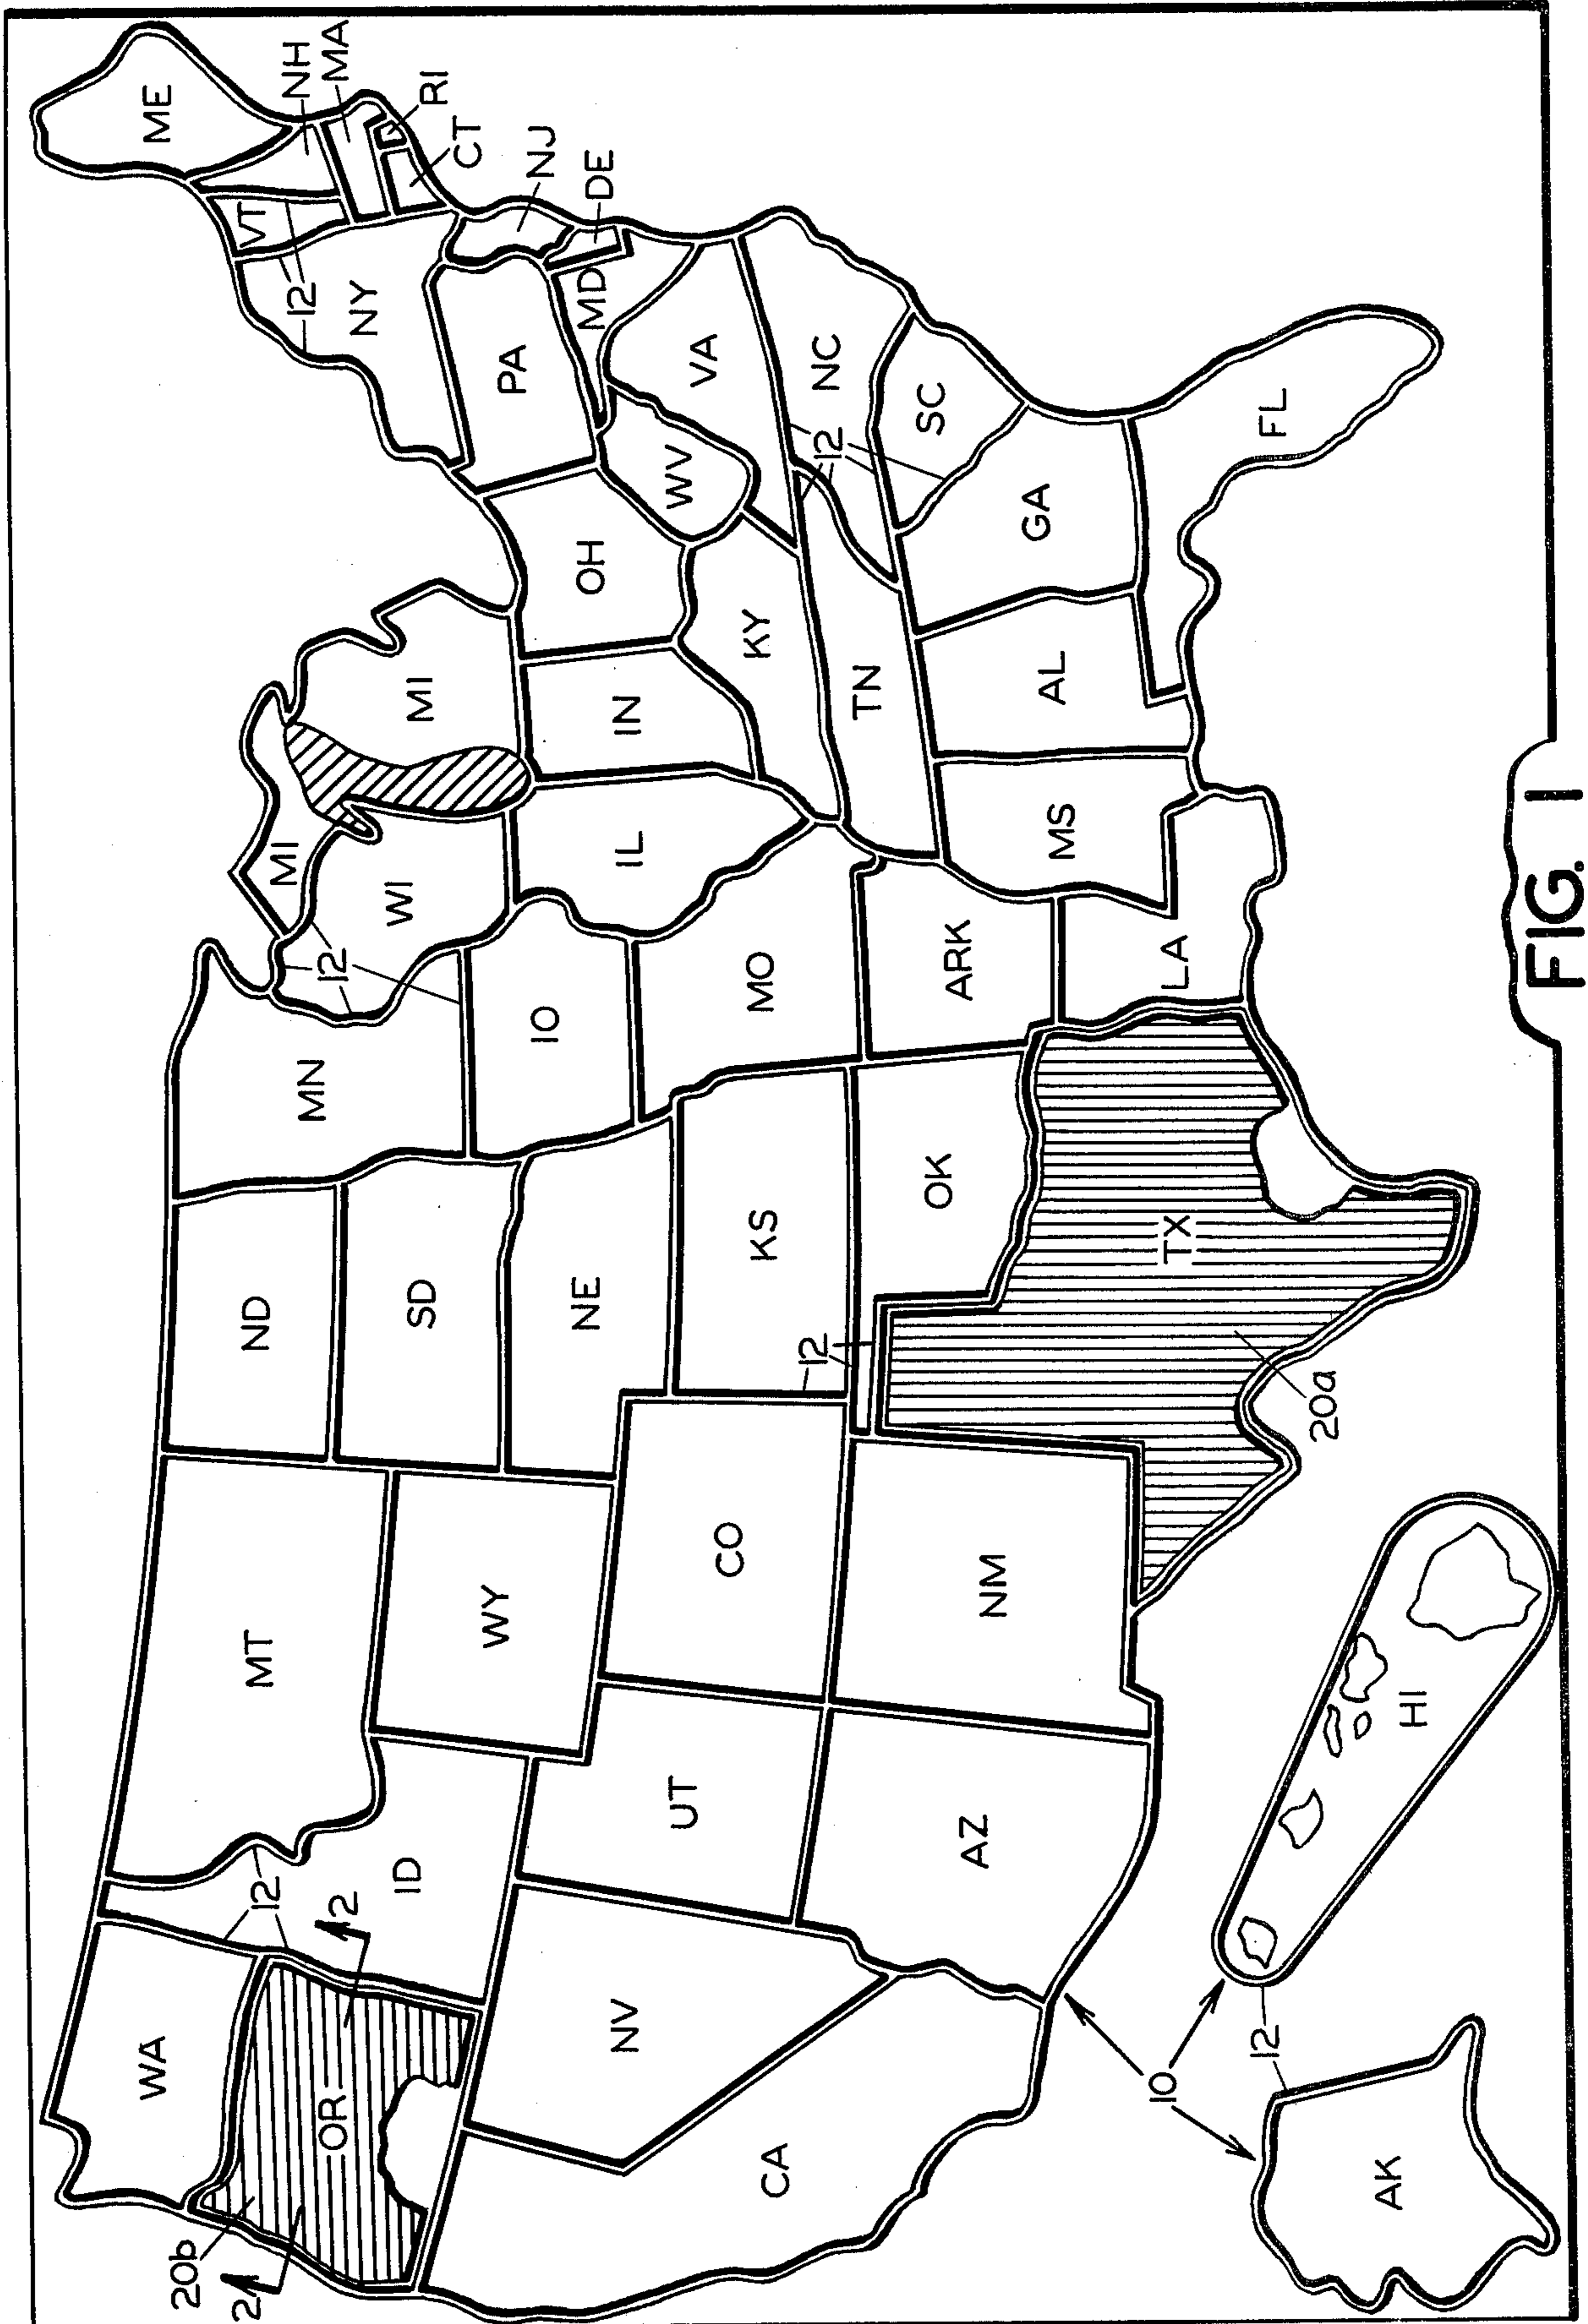 ME
NH
MA
VT
RI
CT
12
NY
NJ
DE
PA
MD
VA
WV
NC
12
SC
OH
KY
TN
GA
FL
MI
IN
AL
MI
WI
12
IL
MS
MN
IO
MO
ARK
LA
ND
SD
NE
KS
OK
12
TX
20a
MT
WY
CO
NM
ID
12
2
UT
AZ
WA
OR
NV
CA
20b
2
10
12
HI
AK
FIG. 1